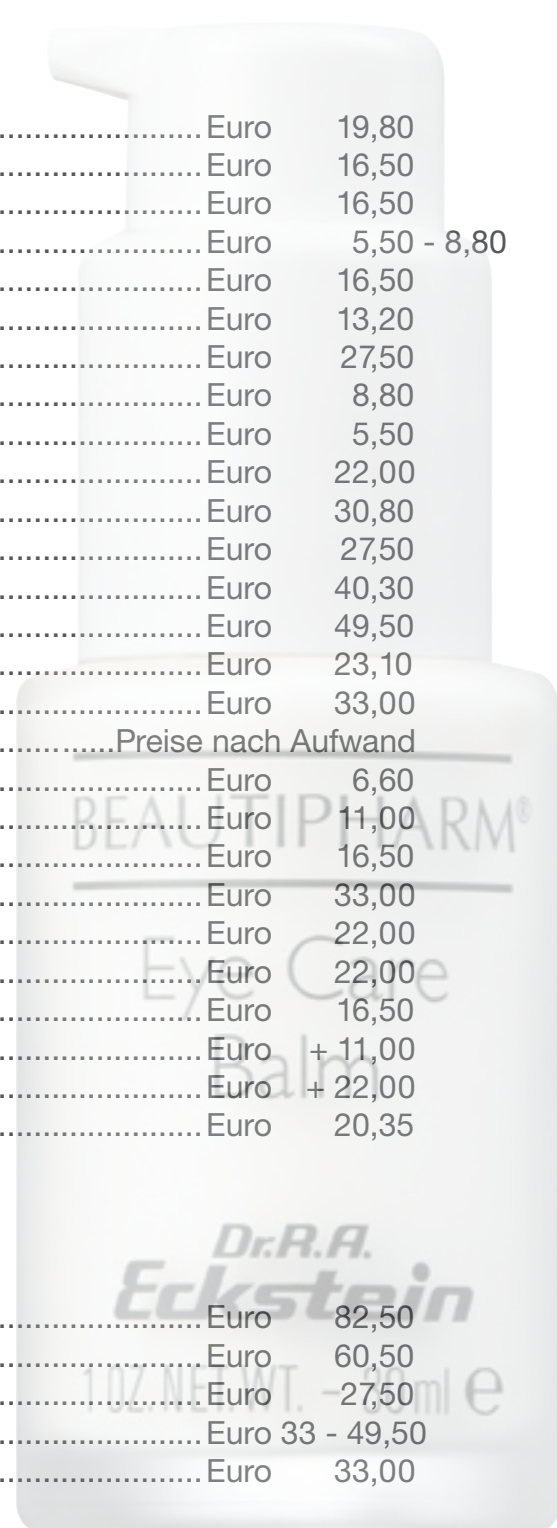 ......................Euro 19,80
......................Euro 16,50
......................Euro 16,50
......................Euro 5,50 - 8,80
......................Euro 16,50
......................Euro 13,20
......................Euro 27,50
......................Euro 8,80
......................Euro 5,50
......................Euro 22,00
......................Euro 30,80
......................Euro 27,50
......................Euro 40,30
......................Euro 49,50
......................Euro 23,10
......................Euro 33,00
.............Preise nach Aufwand
......................Euro 6,60
BEAUTIPHARM®
......................Euro 11,00
......................Euro 16,50
......................Euro 33,00
......................Euro 22,00
Eye Care
......................Euro 22,00
......................Euro 16,50
Balm
......................Euro + 11,00
......................Euro + 22,00
......................Euro 20,35
Dr.R.A.
Eckstein
......................Euro 82,50
......................Euro 60,50
1 OZ.NET.WT. – 30ml e
......................Euro 27,50
......................Euro 33 - 49,50
......................Euro 33,00